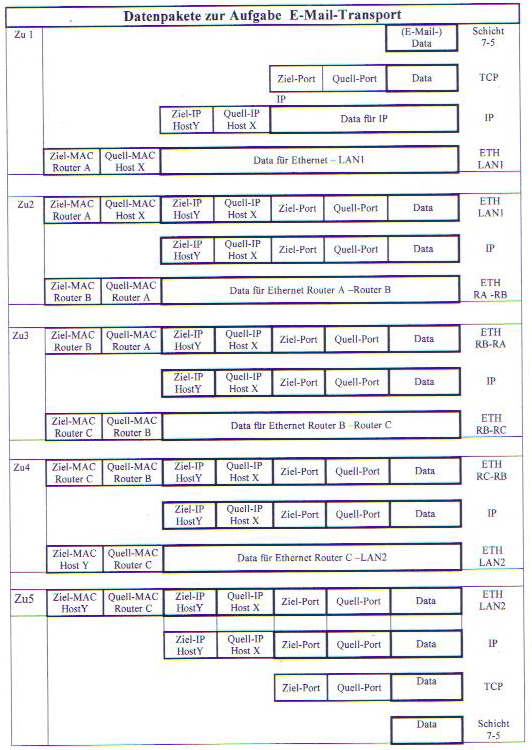 Datenpakete zur Aufgabe E-Mail-Transport
Zu 1
(E-Mail-)
Data
Schicht
7-5
Ziel-Port Quell-Port Data TCP
IP
Ziel-IP Quell-IP
HostY Host X
Data für IP
IP
Ziel-MAC Quell-MAC
Router A Host X
Data für Ethernet – LAN1
ETH
LAN1
Zu2
Ziel-MAC Quell-MAC Ziel-IP Quell-IP
Router A Host X HostY Host X
Ziel-Port Quell-Port Data
ETH
LAN1
Ziel-IP Quell-IP
HostY Host X
Ziel-Port Quell-Port Data
IP
Ziel-MAC Quell-MAC
Router B Router A
Data für Ethernet Router A –Router B
ETH
RA -RB
Zu3
Ziel-MAC Quell-MAC Ziel-IP Quell-IP
Router B Router A HostY Host X
Ziel-Port Quell-Port Data
ETH
RB-RA
Ziel-IP Quell-IP
HostY Host X
Ziel-Port Quell-Port Data
IP
Ziel-MAC Quell-MAC
Router C Router B
Data für Ethernet Router B –Router C
ETH
RB-RC
Zu4
Ziel-MAC Quell-MAC Ziel-IP Quell-IP
Router C Router B HostY Host X
Ziel-Port Quell-Port Data
ETH
RC-RB
Ziel-IP Quell-IP
HostY Host X
Ziel-Port Quell-Port Data
IP
Ziel-MAC Quell-MAC
Host Y Router C
Data für Ethernet Router C –LAN2
ETH
LAN2
Zu5
Ziel-MAC Quell-MAC Ziel-IP Quell-IP
HostY Router C HostY Host X
Ziel-Port Quell-Port Data
ETH
LAN2
Ziel-IP Quell-IP
HostY Host X
Ziel-Port Quell-Port Data
IP
Ziel-Port Quell-Port Data TCP
Data
Schicht
7-5